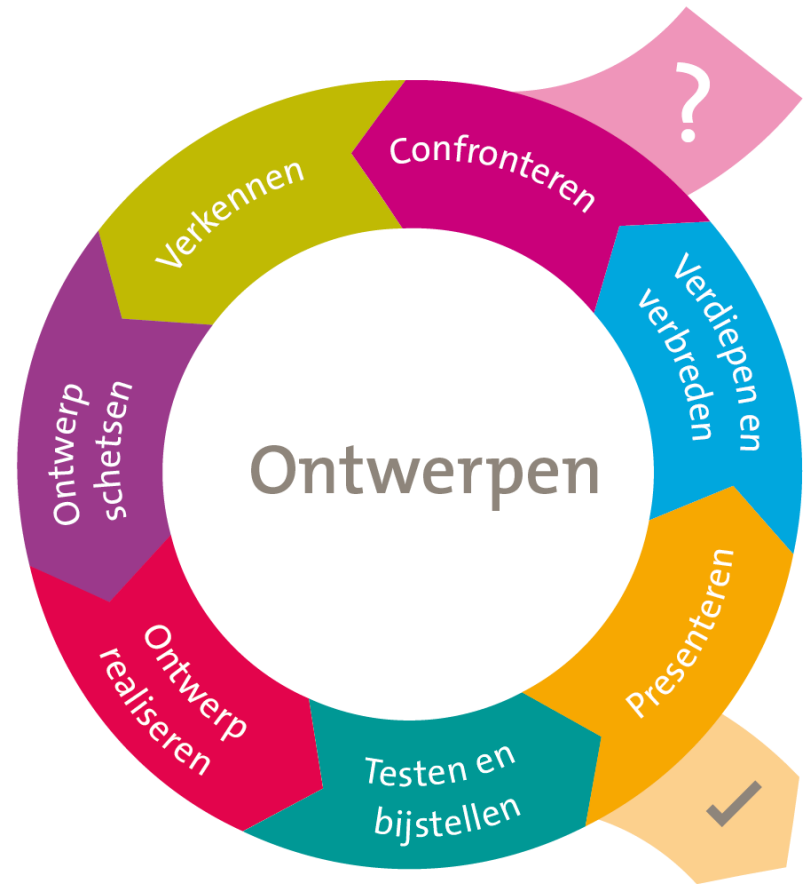 ?
Confronteren
Verdiepen en
verbreden
Presenteren
Testen en
bijstellen
Ontwerp
realiseren
Ontwerp
schetsen
Verkennen
Ontwerpen